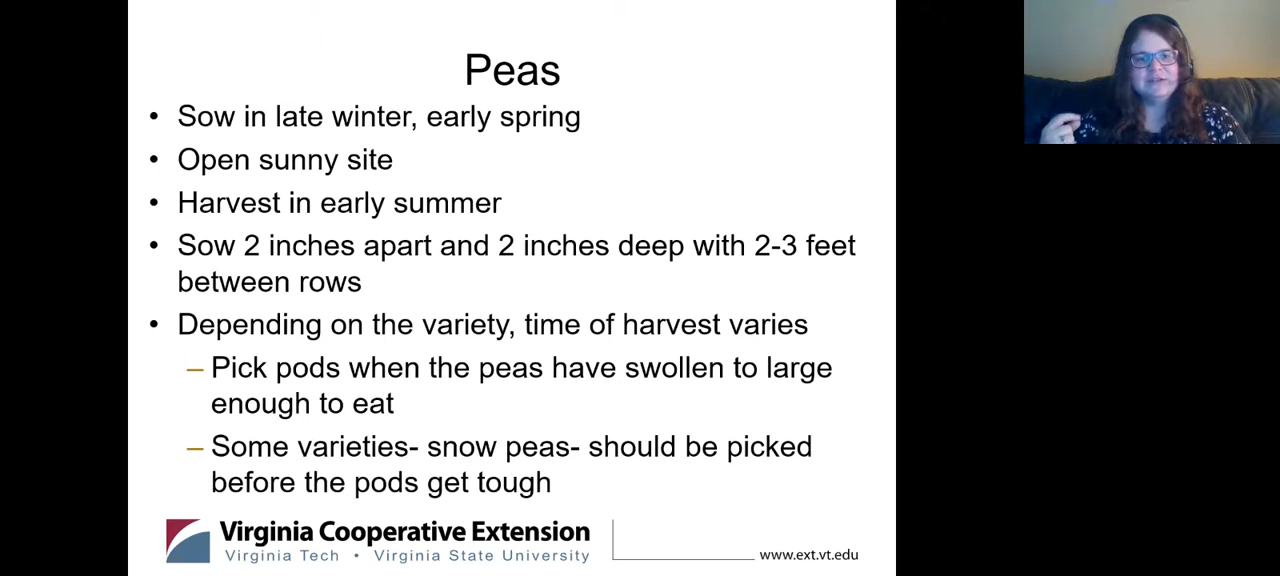 Peas
• Sow in late winter, early spring
• Open sunny site
• Harvest in early summer
• Sow 2 inches apart and 2 inches deep with 2-3 feet
between rows
• Depending on the variety, time of harvest varies
– Pick pods when the peas have swollen to large
enough to eat
– Some varieties- snow peas- should be picked
before the pods get tough
Virginia Cooperative Extension
Virginia Tech • Virginia State University
www.ext.vt.edu